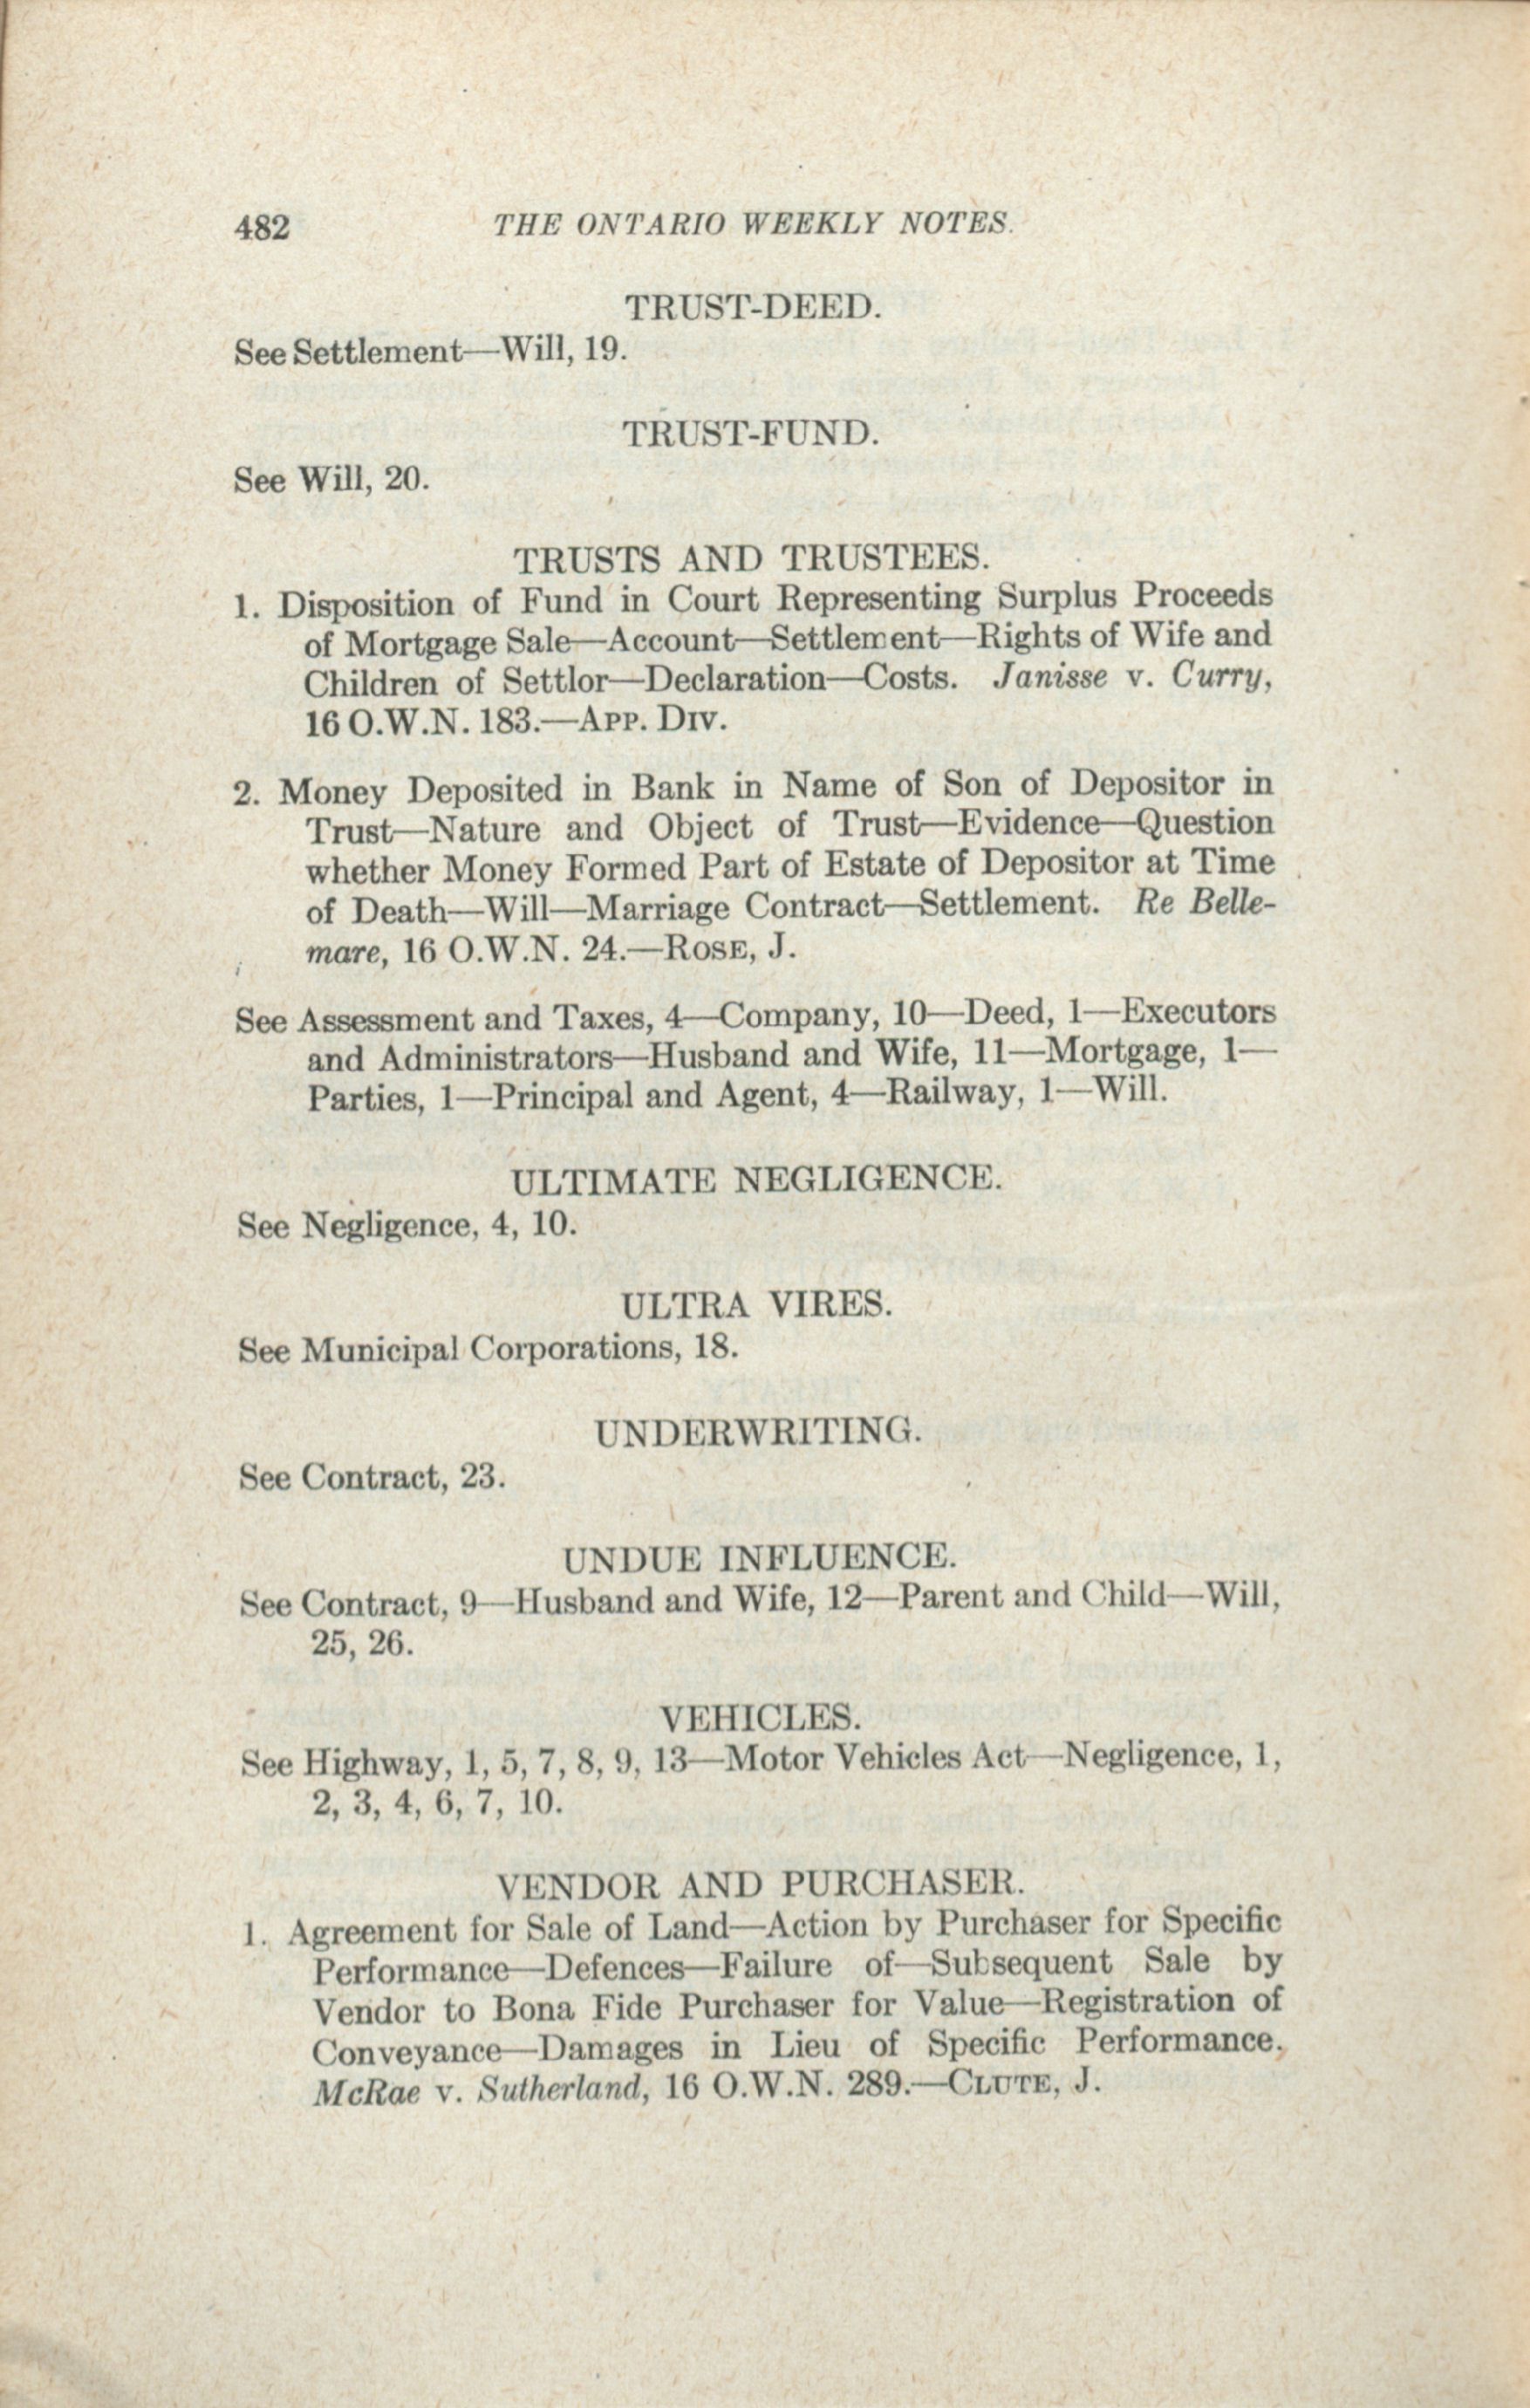 482 THE ONTARIO WEEKLY NOTES.
TRUST-DEED.
See Settlement—Will, 19.
TRUST-FUND.
See Will, 20.
TRUSTS AND TRUSTEES.
1. Disposition of Fund in Court Representing Surplus Proceeds
of Mortgage Sale—Account—Settlement—Rights of Wife and
Children of Settlor—Declaration—Costs. Janisse v. Curry,
16 O.W.N. 183.—APP. DIV.
2. Money Deposited in Bank in Name of Son of Depositor in
Trust—Nature and Object of Trust—Evidence—Question
whether Money Formed Part of Estate of Depositor at Time
of Death—Will—Marriage Contract—Settlement. Re Belle-
mare, 16 O.W.N. 24.—ROSE, J.
See Assessment and Taxes, 4—Company, 10—Deed, 1—Executors
and Administrators—Husband and Wife, 11—Mortgage, 1—
Parties, 1—Principal and Agent, 4—Railway, 1—Will.
ULTIMATE NEGLIGENCE.
See Negligence, 4, 10.
ULTRA VIRES.
See Municipal Corporations, 18.
UNDERWRITING.
See Contract, 23.
UNDUE INFLUENCE.
See Contract, 9—Husband and Wife, 12—Parent and Child—Will,
25, 26.
VEHICLES.
See Highway, 1, 5, 7, 8, 9, 13—Motor Vehicles Act—Negligence, 1,
2, 3, 4, 6, 7, 10.
VENDOR AND PURCHASER.
1. Agreement for Sale of Land—Action by Purchaser for Specific
Performance—Defences—Failure of—Subsequent Sale by
Vendor to Bona Fide Purchaser for Value—Registration of
Conveyance—Damages in Lieu of Specific Performance.
McRae v. Sutherland, 16 O.W.N. 289.—CLUTE, J.